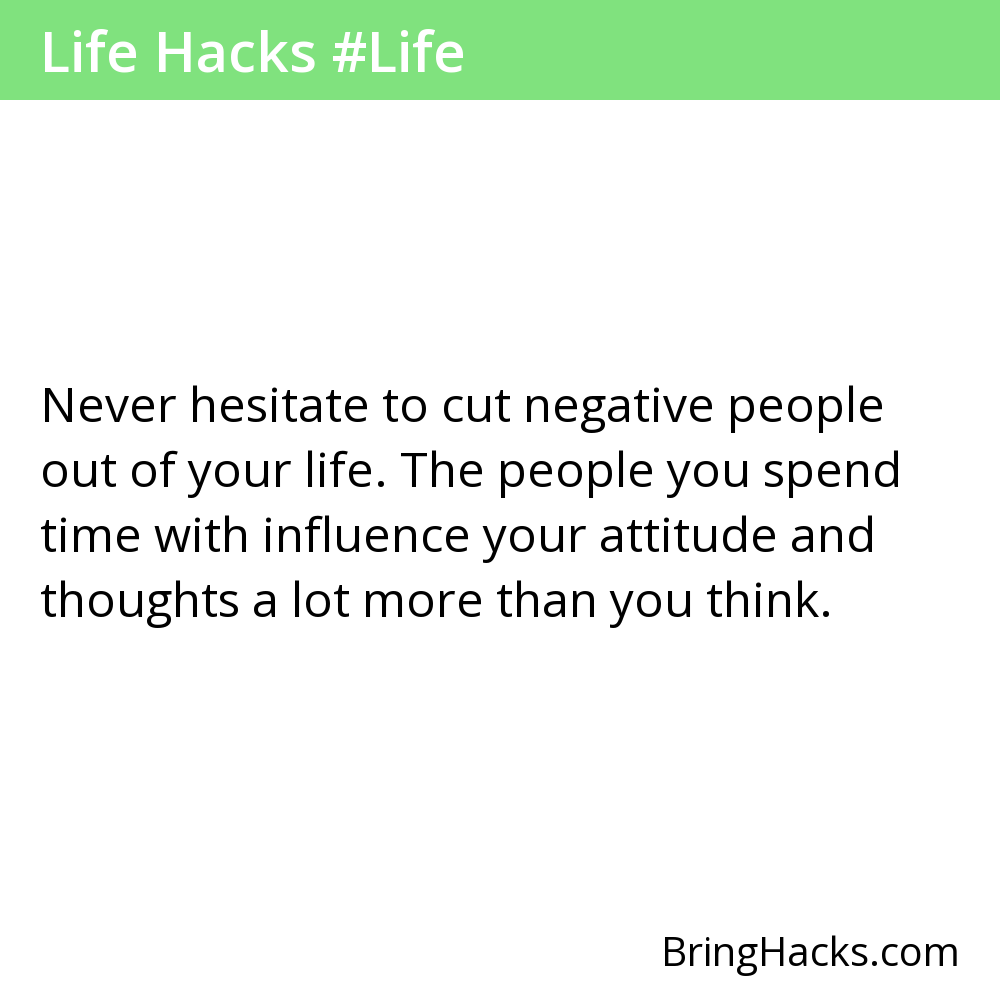 Life Hacks #Life
Never hesitate to cut negative people
out of your life. The people you spend
time with influence your attitude and
thoughts a lot more than you think.
BringHacks.com